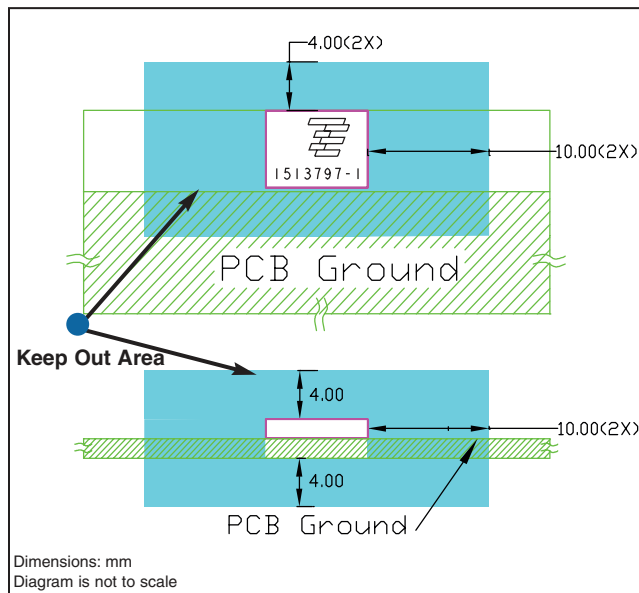 4.00(2X)
10.00(2X)
1513797-1
PCB Ground
Keep Out Area
4.00
10.00(2X)
4.00
PCB Ground
Dimensions: mm
Diagram is not to scale